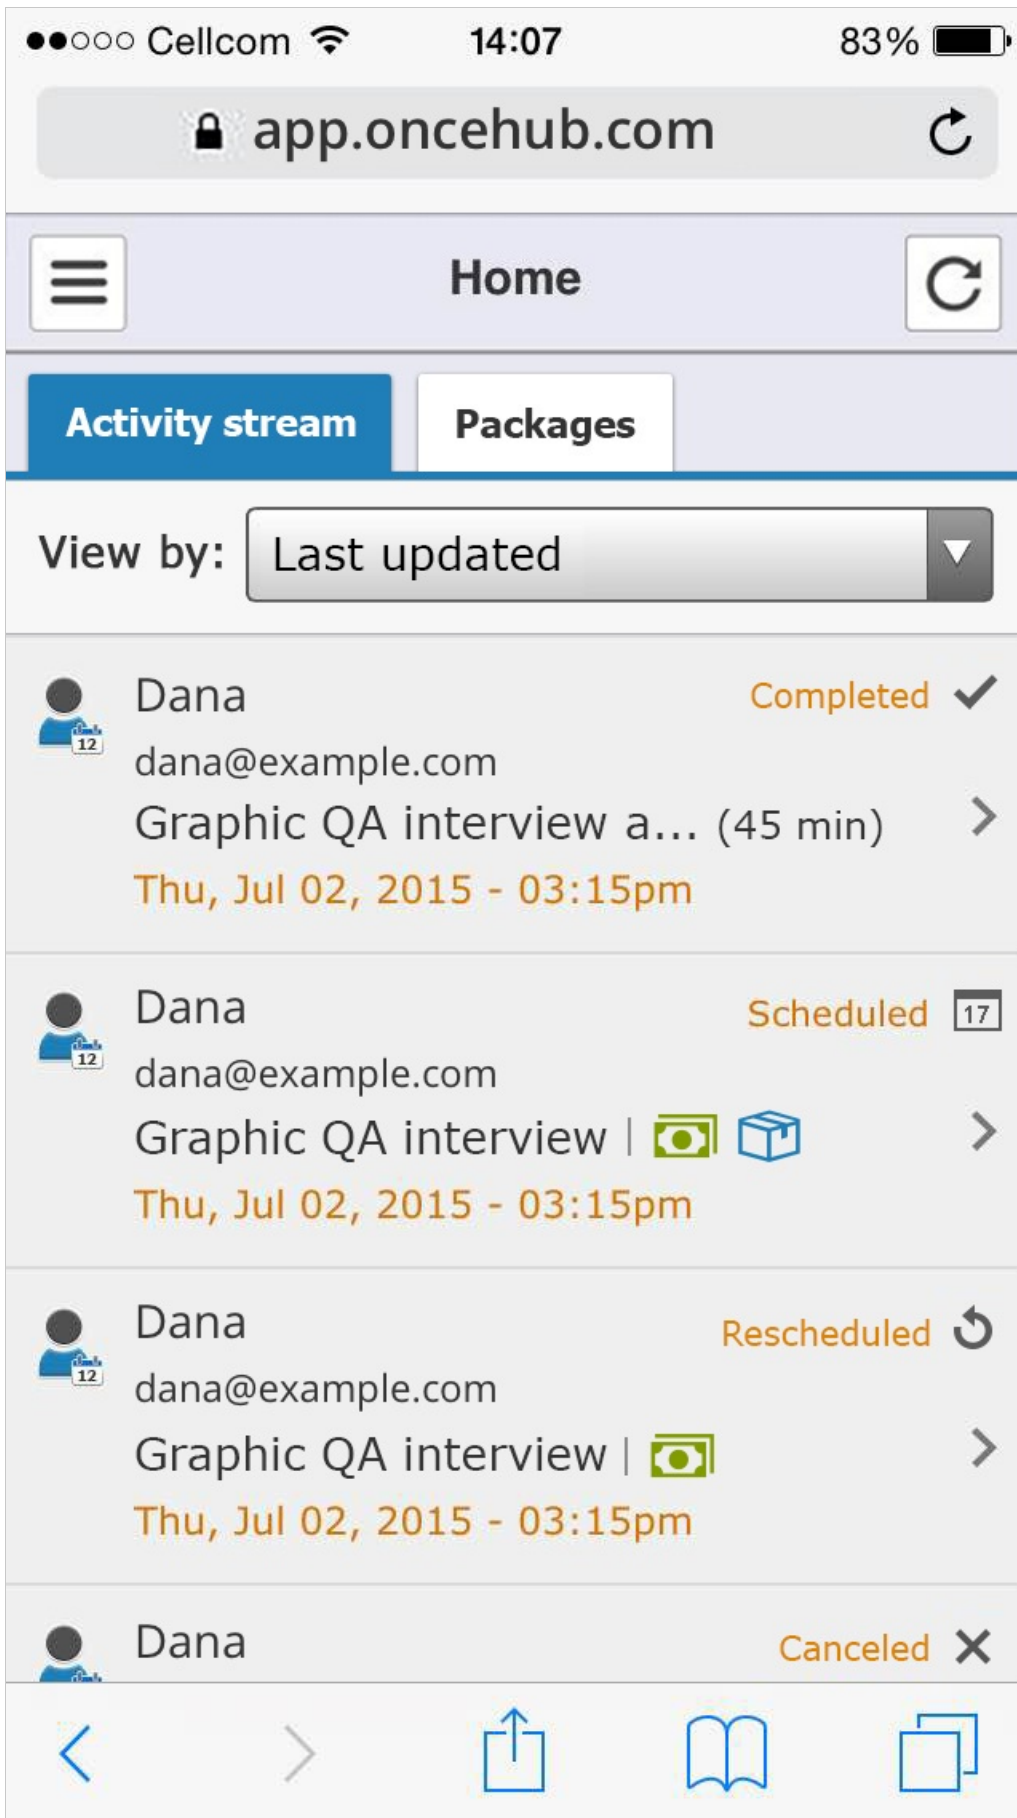 Cellcom 14:07 83%
app.oncehub.com
Home
Activity stream Packages
View by: Last updated
Dana Completed
12
dana@example.com
Graphic QA interview a... (45 min)
Thu, Jul 02, 2015 - 03:15pm
Dana Scheduled 17
12
dana@example.com
Graphic QA interview |
Thu, Jul 02, 2015 - 03:15pm
Dana Rescheduled
12
dana@example.com
Graphic QA interview |
Thu, Jul 02, 2015 - 03:15pm
Dana Canceled